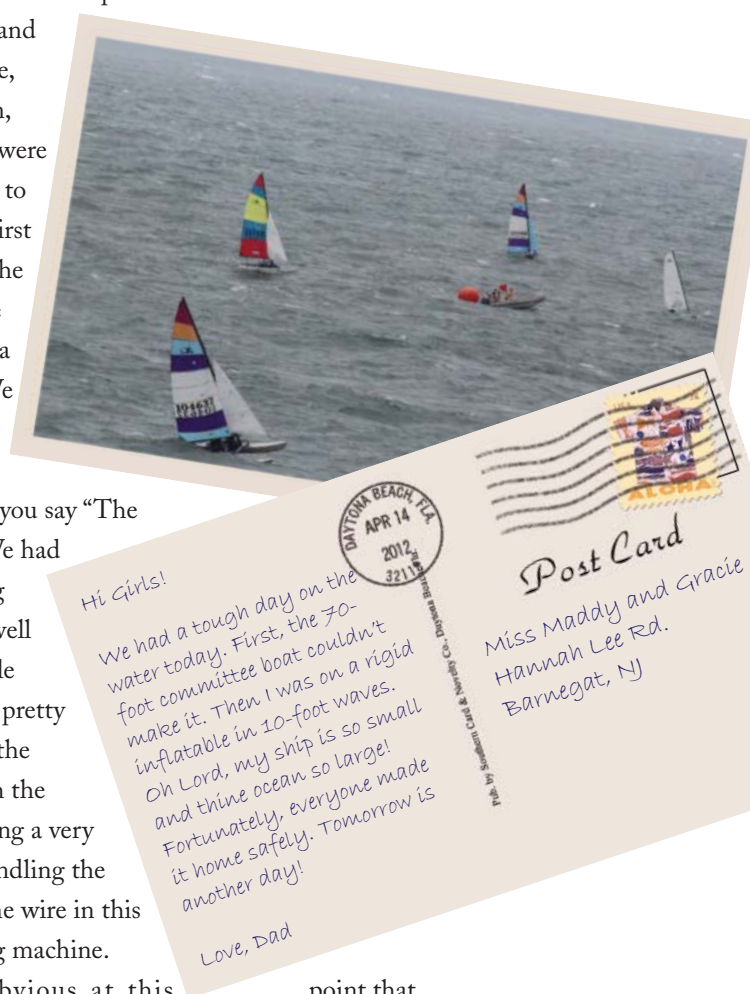 and
e,
n,
were
to
irst
he
a
Ve
you say “The
Ve had
g
vell
le
pretty
the
n the
ng a very
ndling the
ne wire in this
g machine.
bvious at this point that
104637
DAYTONA BEACH, FLA.
APR 14
2012
3211
ALOHA
Post Card
Hi Girls!
We had a tough day on the
water today. First, the 70-
foot committee boat couldn’t
make it. Then I was on a rigid
inflatable in 10-foot waves.
Oh Lord, my ship is so small
and thine ocean so large!
Fortunately, everyone made
it home safely. Tomorrow is
another day!
Love, Dad
Pub. by Southern Card & Novelty Co., Daytona Beach
Miss Maddy and Gracie
Hannah Lee Rd.
Barnegat, NJ